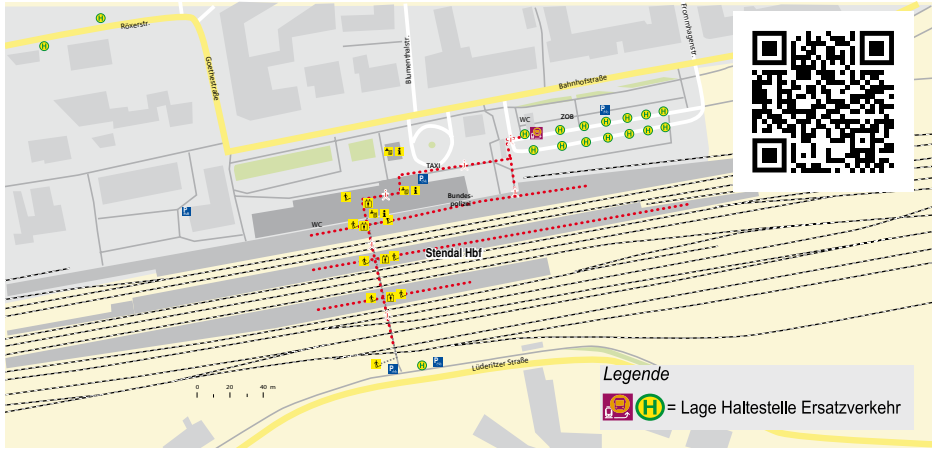 Röxerstr.
Goethestraße
Blumenthalstr.
Frommhagenstr.
Bahnhofstraße
WC
ZOB
TAXI
Bundes-
polizei
WC
Stendal Hbf
Lüderitzer Straße
0 20 40 m
Legende
H = Lage Haltestelle Ersatzverkehr